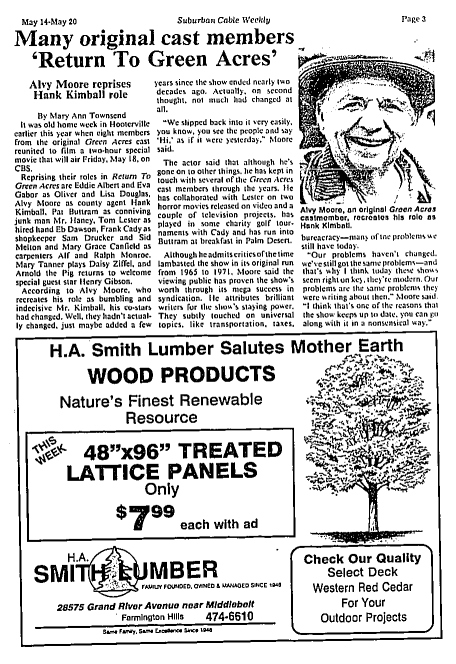 May 14-May 20
Suburban Cable Weekly
Page 3
Many original cast members
'Return To Green Acres'
Alvy Moore reprises
Hank Kimball role
By Mary Ann Townsend
It was old home week in Hooterville
earlier this year when eight members
from the original Green Acres cast
reunited to film a two-hour special
movie that will air Friday, May 18, on
CBS.
Reprising their roles in Return To
Green Acres are Eddie Albert and Eva
Gabor as Oliver and Lisa Douglas,
Alvy Moore as county agent Hank
Kimball, Pat Buttram as conniving
junk man Mr. Haney, Tom Lester as
hired hand Eb Dawson, Frank Cady as
shopkeeper Sam Drucker and Sid
Melton and Mary Grace Canfield as
carpenters Alf and Ralph Monroe.
Mary Tanner plays Daisy Ziffel, and
Arnold the Pig returns to welcome
special guest star Henry Gibson.
According to Alvy Moore, who
recreates his role as bumbling and
indecisive Mr. Kimball, his co-stars
had changed. Well, they hadn't actual-
ly changed, just maybe added a few
years since the show ended nearly two
decades ago. Actually, on second
thought, not much had changed at
all.
"We slipped back into it very easily,
you know, you see the people and say
'Hi,' as if it were yesterday," Moore
said.
The actor said that although he's
gone on to other things, he has kept in
touch with several of the Green Acres
cast members through the years. He
has collaborated with Lester on two
horror movies released on video and a
couple of television projects, has
played in some charity golf tour-
naments with Cady and has run into
Buttram at breakfast in Palm Desert.
Although admits critics of the time
lambasted the show in its original run
from 1965 to 1971, Moore said the
viewing public has proven the show's
worth through its mega success in
syndication. He attributes brilliant
writers for the show's staying power.
They subtly touched on universal
topics, like transportation, taxes,
Alvy Moore, an original Green Acres
castmember, recreates his role as
Hank Kimball.
bureacracy—many of the problems we
still have today.
"Our problems haven't changed,
we've still got the same problems—and
that's why I think today these shows
seem right on key, they're modern. Our
problems are the same problems they
were writing about then," Moore said.
"I think that's one of the reasons that
the show keeps up to date, you can go
along with it in a nonsensical way."
H.A. Smith Lumber Salutes Mother Earth
WOOD PRODUCTS
Nature's Finest Renewable
Resource
THIS
WEEK
48"x96" TREATED
LATTICE PANELS
Only
$7.99 each with ad
H.A.
SMITH LUMBER
FAMILY FOUNDED, OWNED & MANAGED SINCE 1946
28575 Grand River Avenue near Middlebelt
Farmington Hills 474-6610
Same Family, Same Excellence Since 1946
Check Our Quality
Select Deck
Western Red Cedar
For Your
Outdoor Projects